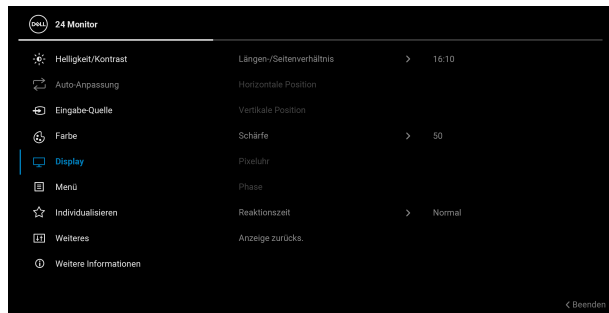 DELL 24 Monitor
Helligkeit/Kontrast Längen-/Seitenverhältnis > 16:10
Auto-Anpassung Horizontale Position
Eingabe-Quelle Vertikale Position
Farbe Schärfe > 50
Display Pixeluhr
Menü Phase
Individualisieren Reaktionszeit > Normal
Weiteres Anzeige zurücks.
Weitere Informationen
< Beenden